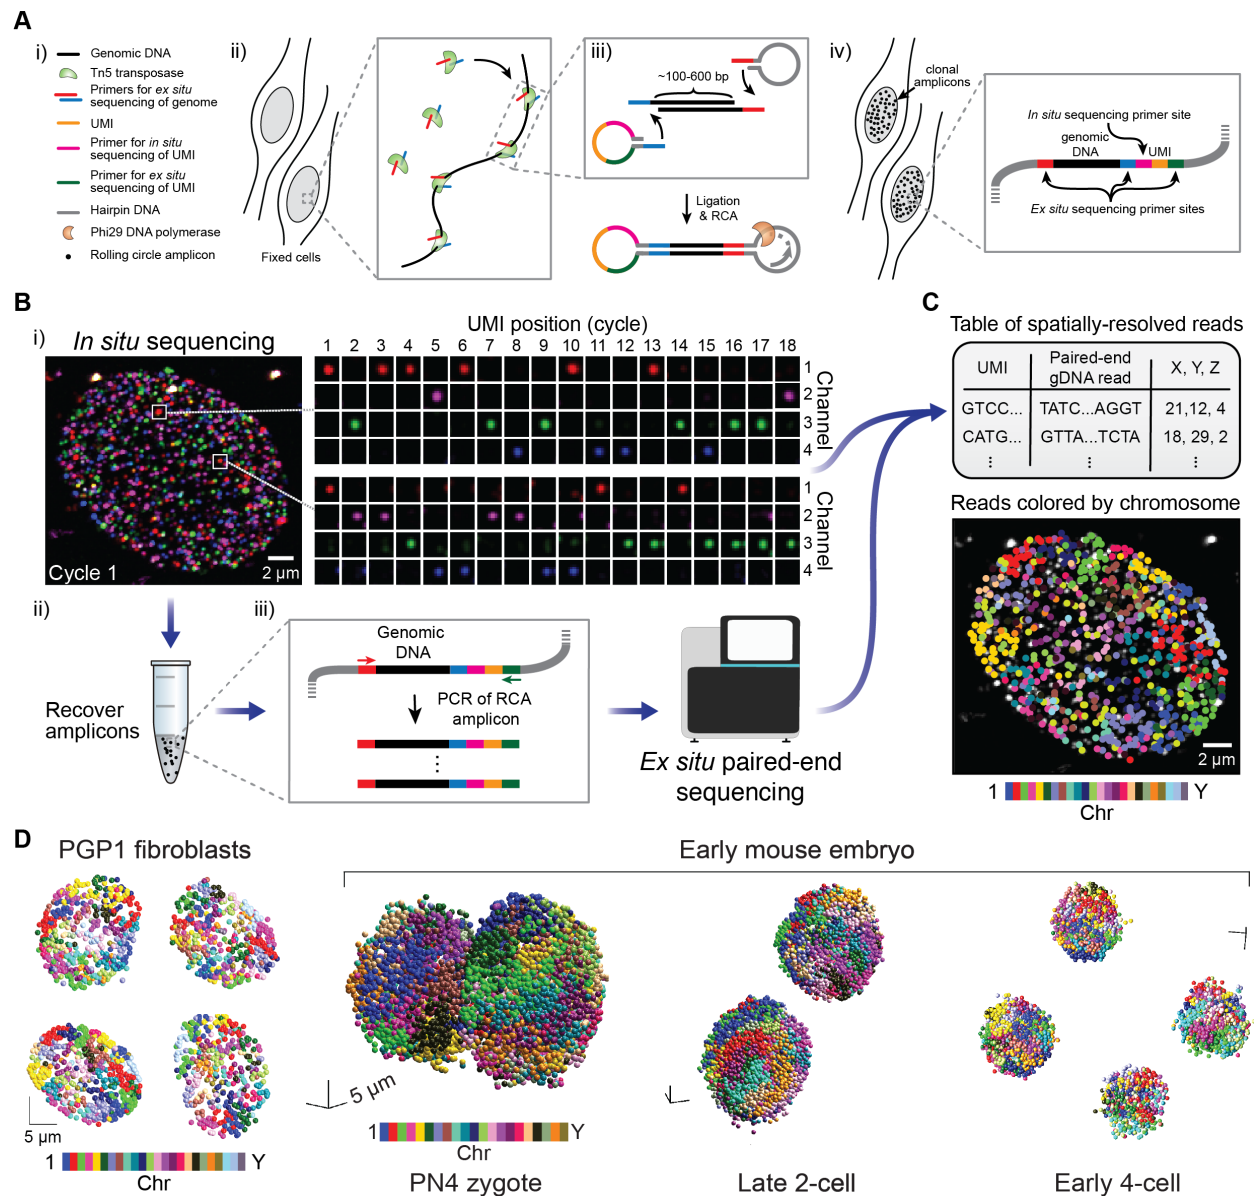 A
i)
Genomic DNA
Tn5 transposase
Primers for ex situ
sequencing of genome
UMI
Primer for in situ
sequencing of UMI
Primer for ex situ
sequencing of UMI
Hairpin DNA
Phi29 DNA polymerase
Rolling circle amplicon
ii)
Fixed cells
iii)
~100-600 bp
Ligation
& RCA
iv)
clonal
amplicons
In situ sequencing primer site
genomic
DNA
UMI
Ex situ sequencing primer sites
B
i)
In situ sequencing
Cycle 1
2 µm
UMI position (cycle)
1 2 3 4 5 6 7 8 9 10 11 12 13 14 15 16 17 18
1
2
3
4
Channel
1
2
3
4
Channel
ii)
Recover
amplicons
iii)
Genomic
DNA
PCR of RCA
amplicon
Ex situ paired-end
sequencing
C
Table of spatially-resolved reads
UMI
Paired-end
gDNA read
X, Y, Z
GTCC... TATC...AGGT 21,12, 4
CATG... GTTA...TCTA 18, 29, 2
Reads colored by chromosome
2 µm
1 Y
Chr
D
PGP1 fibroblasts
5 µm
1 Y
Chr
Early mouse embryo
5 µm
1 Y
Chr
PN4 zygote
Late 2-cell
Early 4-cell